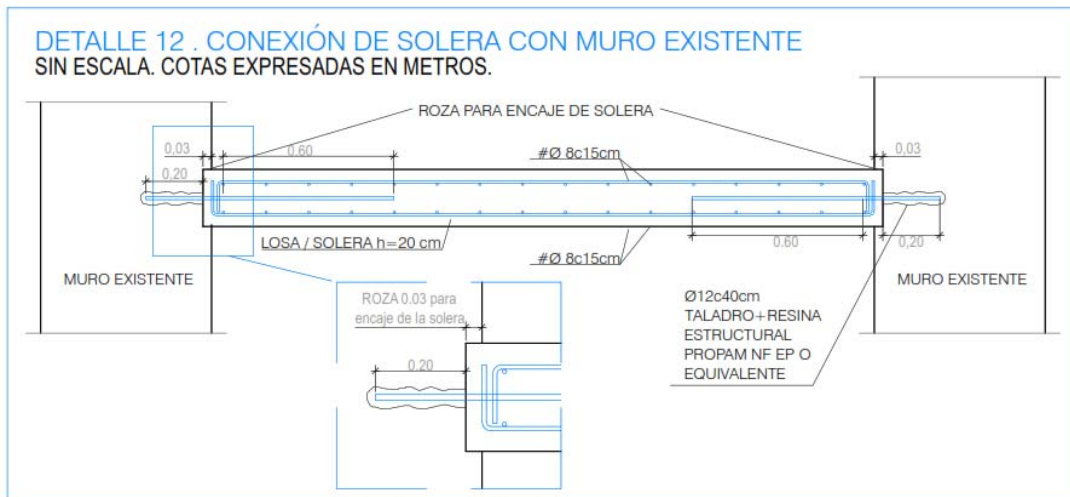 DETALLE 12 . CONEXIÓN DE SOLERA CON MURO EXISTENTE
SIN ESCALA. COTAS EXPRESADAS EN METROS.
ROZA PARA ENCAJE DE SOLERA
0,03
0.60
#Ø 8c15cm
0,03
0,20
LOSA / SOLERA h=20 cm
#Ø 8c15cm
0.60
0,20
MURO EXISTENTE
MURO EXISTENTE
ROZA 0.03 para
encaje de la solera
0.20
Ø12c40cm
TALADRO+RESINA
ESTRUCTURAL
PROPAM NF EP O
EQUIVALENTE